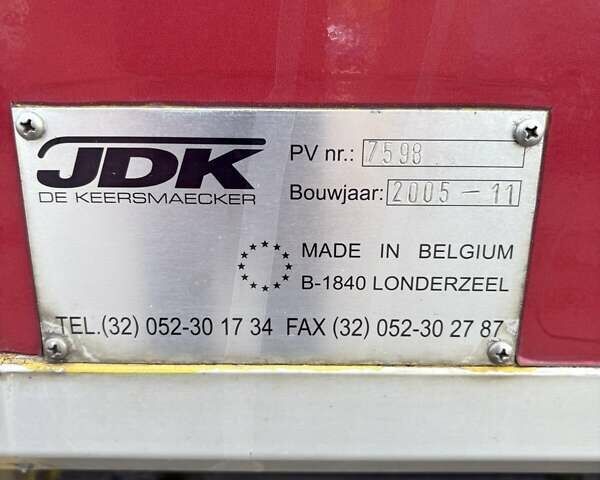 JDK
DE KEERSMAECKER
PV nr.: 7598
Bouwjaar: 2005-11
MADE IN BELGIUM
B-1840 LONDERZEEL
TEL.(32) 052-30 17 34 FAX (32) 052-30 27 87